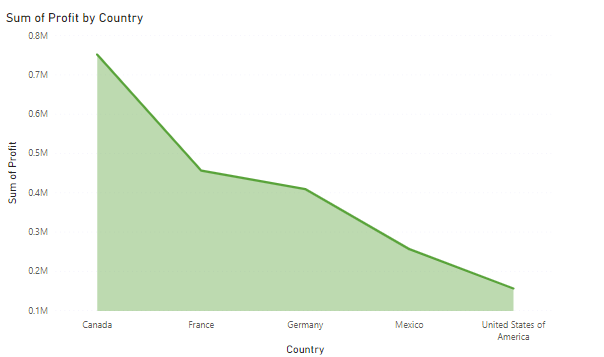 Sum of Profit by Country
0.8M
0.7M
0.6M
0.5M
0.4M
0.3M
0.2M
0.1M
Sum of Profit
Canada
France
Germany
Mexico
United States of
America
Country